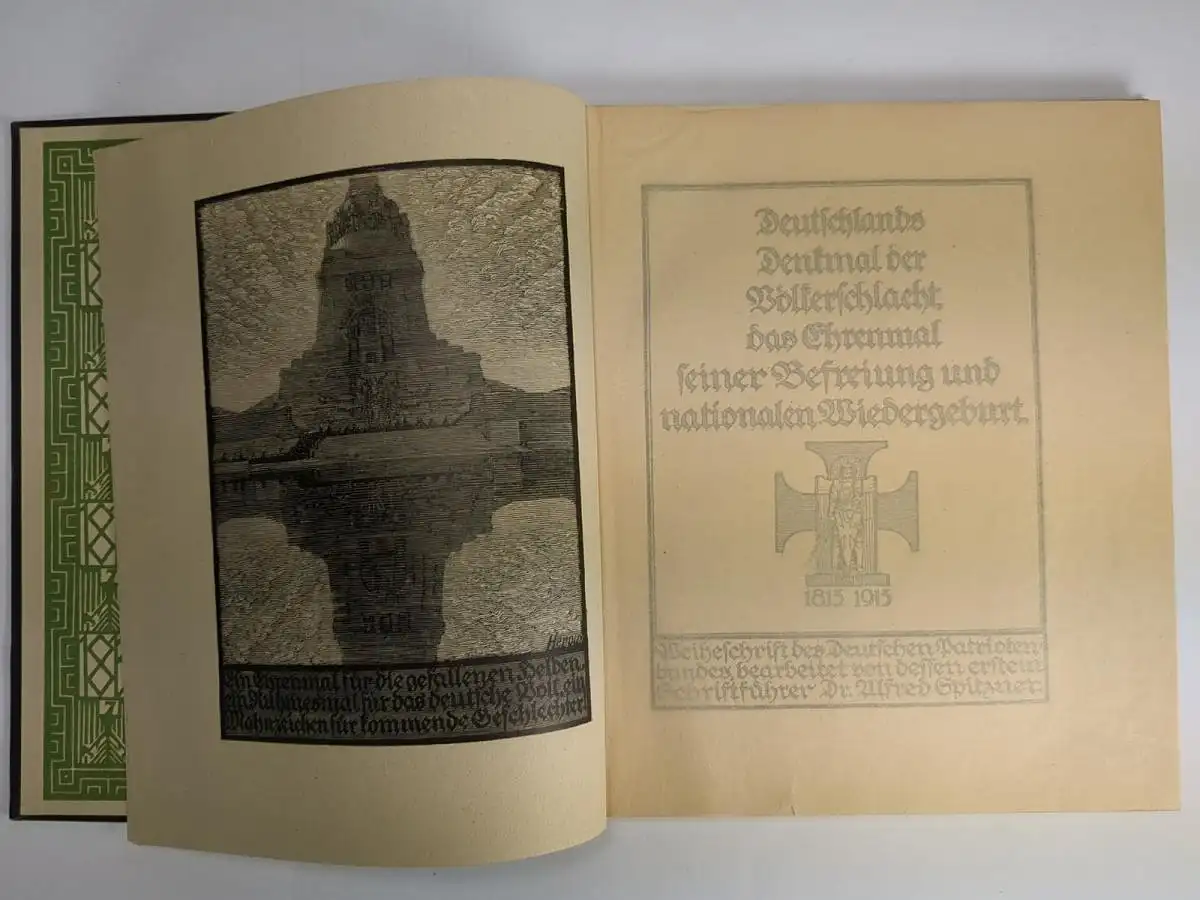 Herold
Ein Ehrenmal für die gefallenen Helden,
ein Ruhmesmal für das deutsche Volk, ein
Mahnzeichen für kommende Geschlechter
Deutschlands
Denkmal der
Völkerschlacht,
das Ehrenmal
seiner Befreiung und
nationalen Wiedergeburt.
1813 1913
Weiheschrift des Deutschen Patrioten-
bundes, bearbeitet von dessen erstem
Schriftführer Dr. Alfred Spitzner.